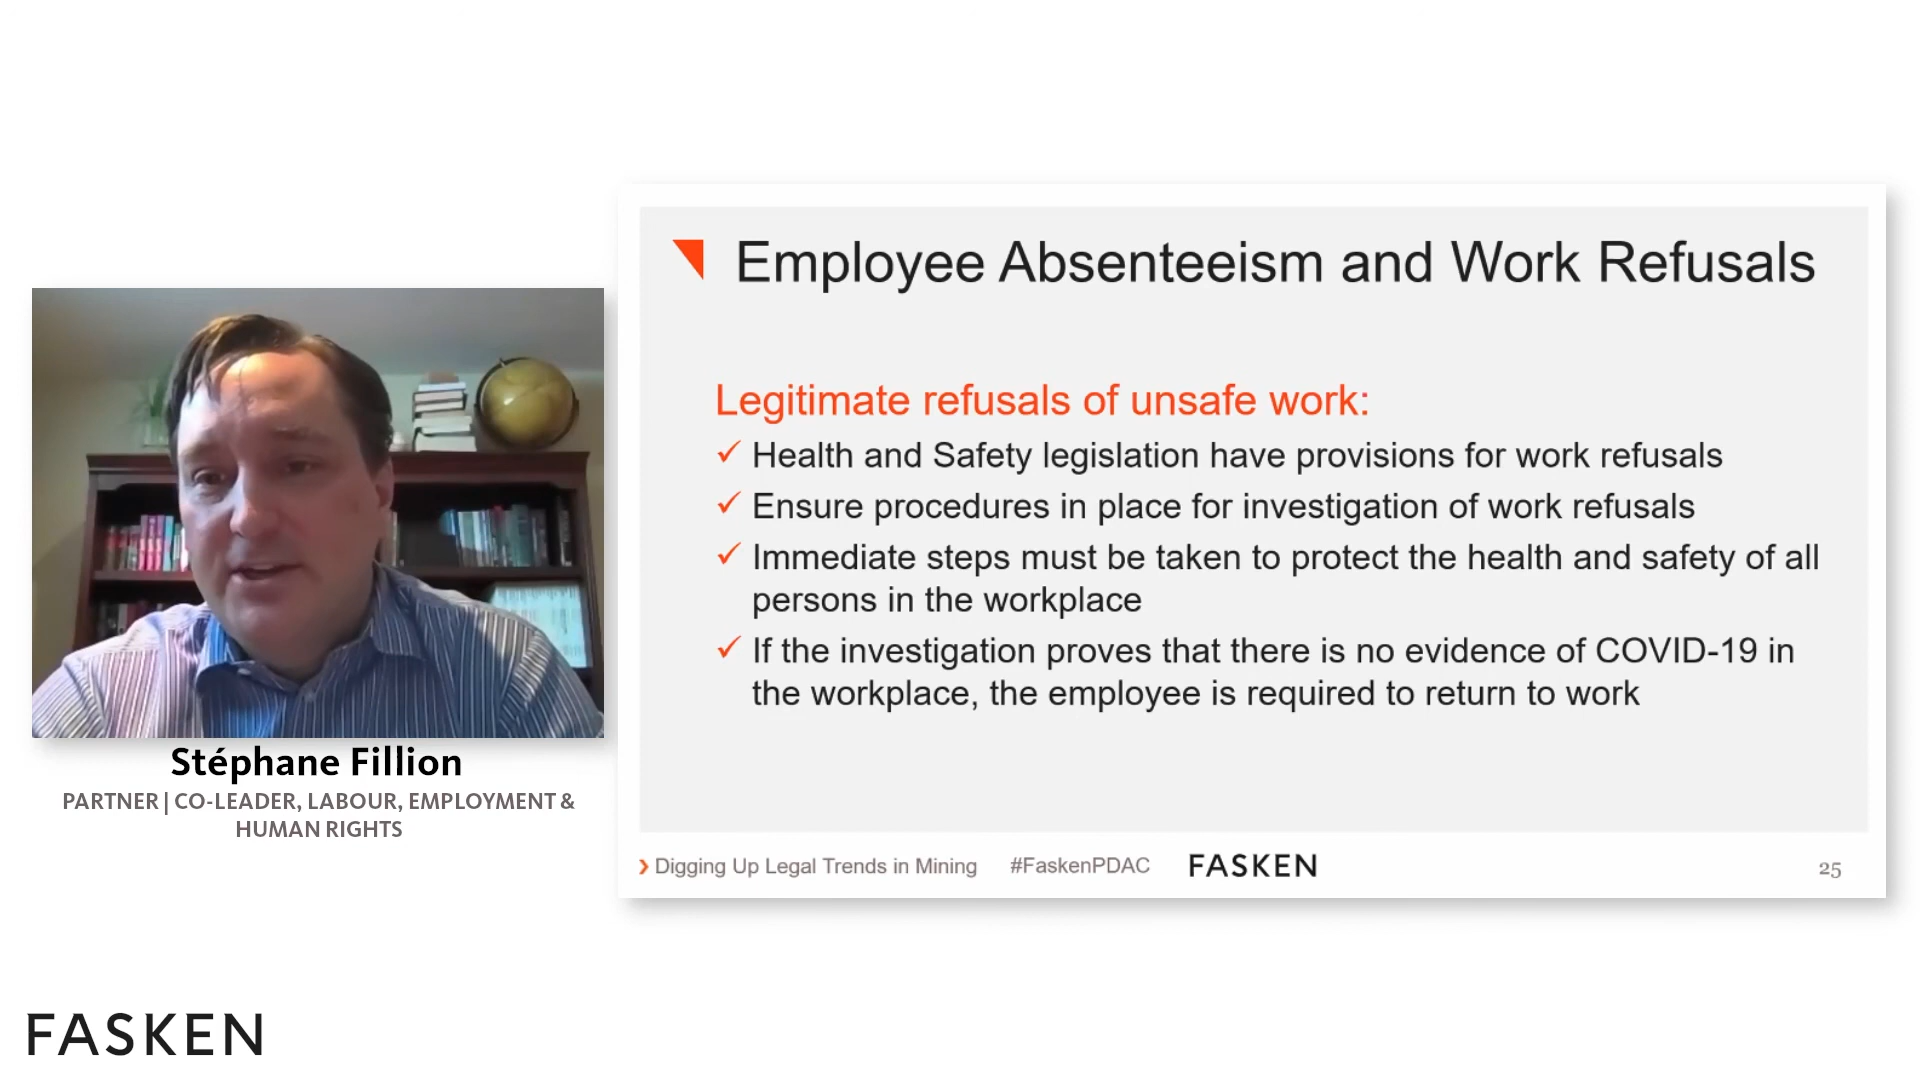 Employee Absenteeism and Work Refusals
Legitimate refusals of unsafe work:
✓ Health and Safety legislation have provisions for work refusals
✓ Ensure procedures in place for investigation of work refusals
✓ Immediate steps must be taken to protect the health and safety of all
persons in the workplace
✓ If the investigation proves that there is no evidence of COVID-19 in
the workplace, the employee is required to return to work
Stéphane Fillion
PARTNER | CO-LEADER, LABOUR, EMPLOYMENT &
HUMAN RIGHTS
› Digging Up Legal Trends in Mining #FaskenPDAC FASKEN 25
FASKEN